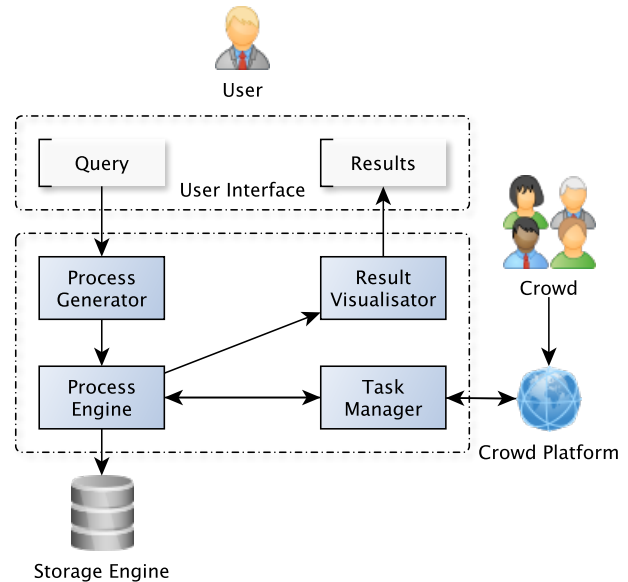 User
Query
Results
User Interface
Process
Generator
Result
Visualisator
Crowd
Process
Engine
Task
Manager
Crowd Platform
Storage Engine